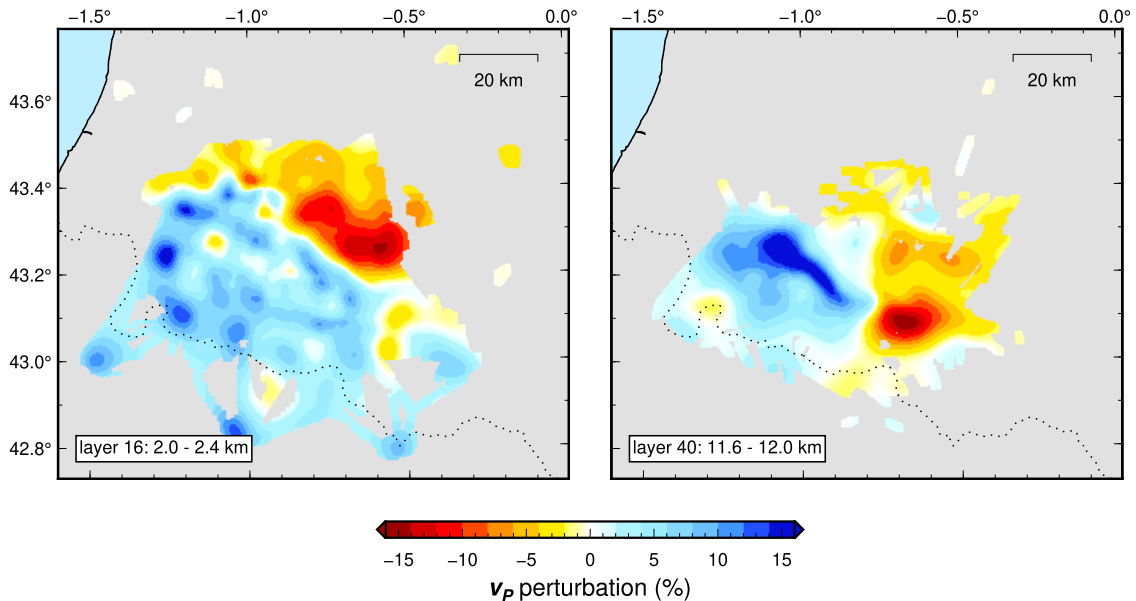 −1.5° −1.0° −0.5° 0.0° −1.5° −1.0° −0.5° 0.0°
20 km 20 km
43.6°
43.4°
43.2°
43.0°
42.8°
layer 16: 2.0 - 2.4 km layer 40: 11.6 - 12.0 km
−15 −10 −5 0 5 10 15
vP perturbation (%)